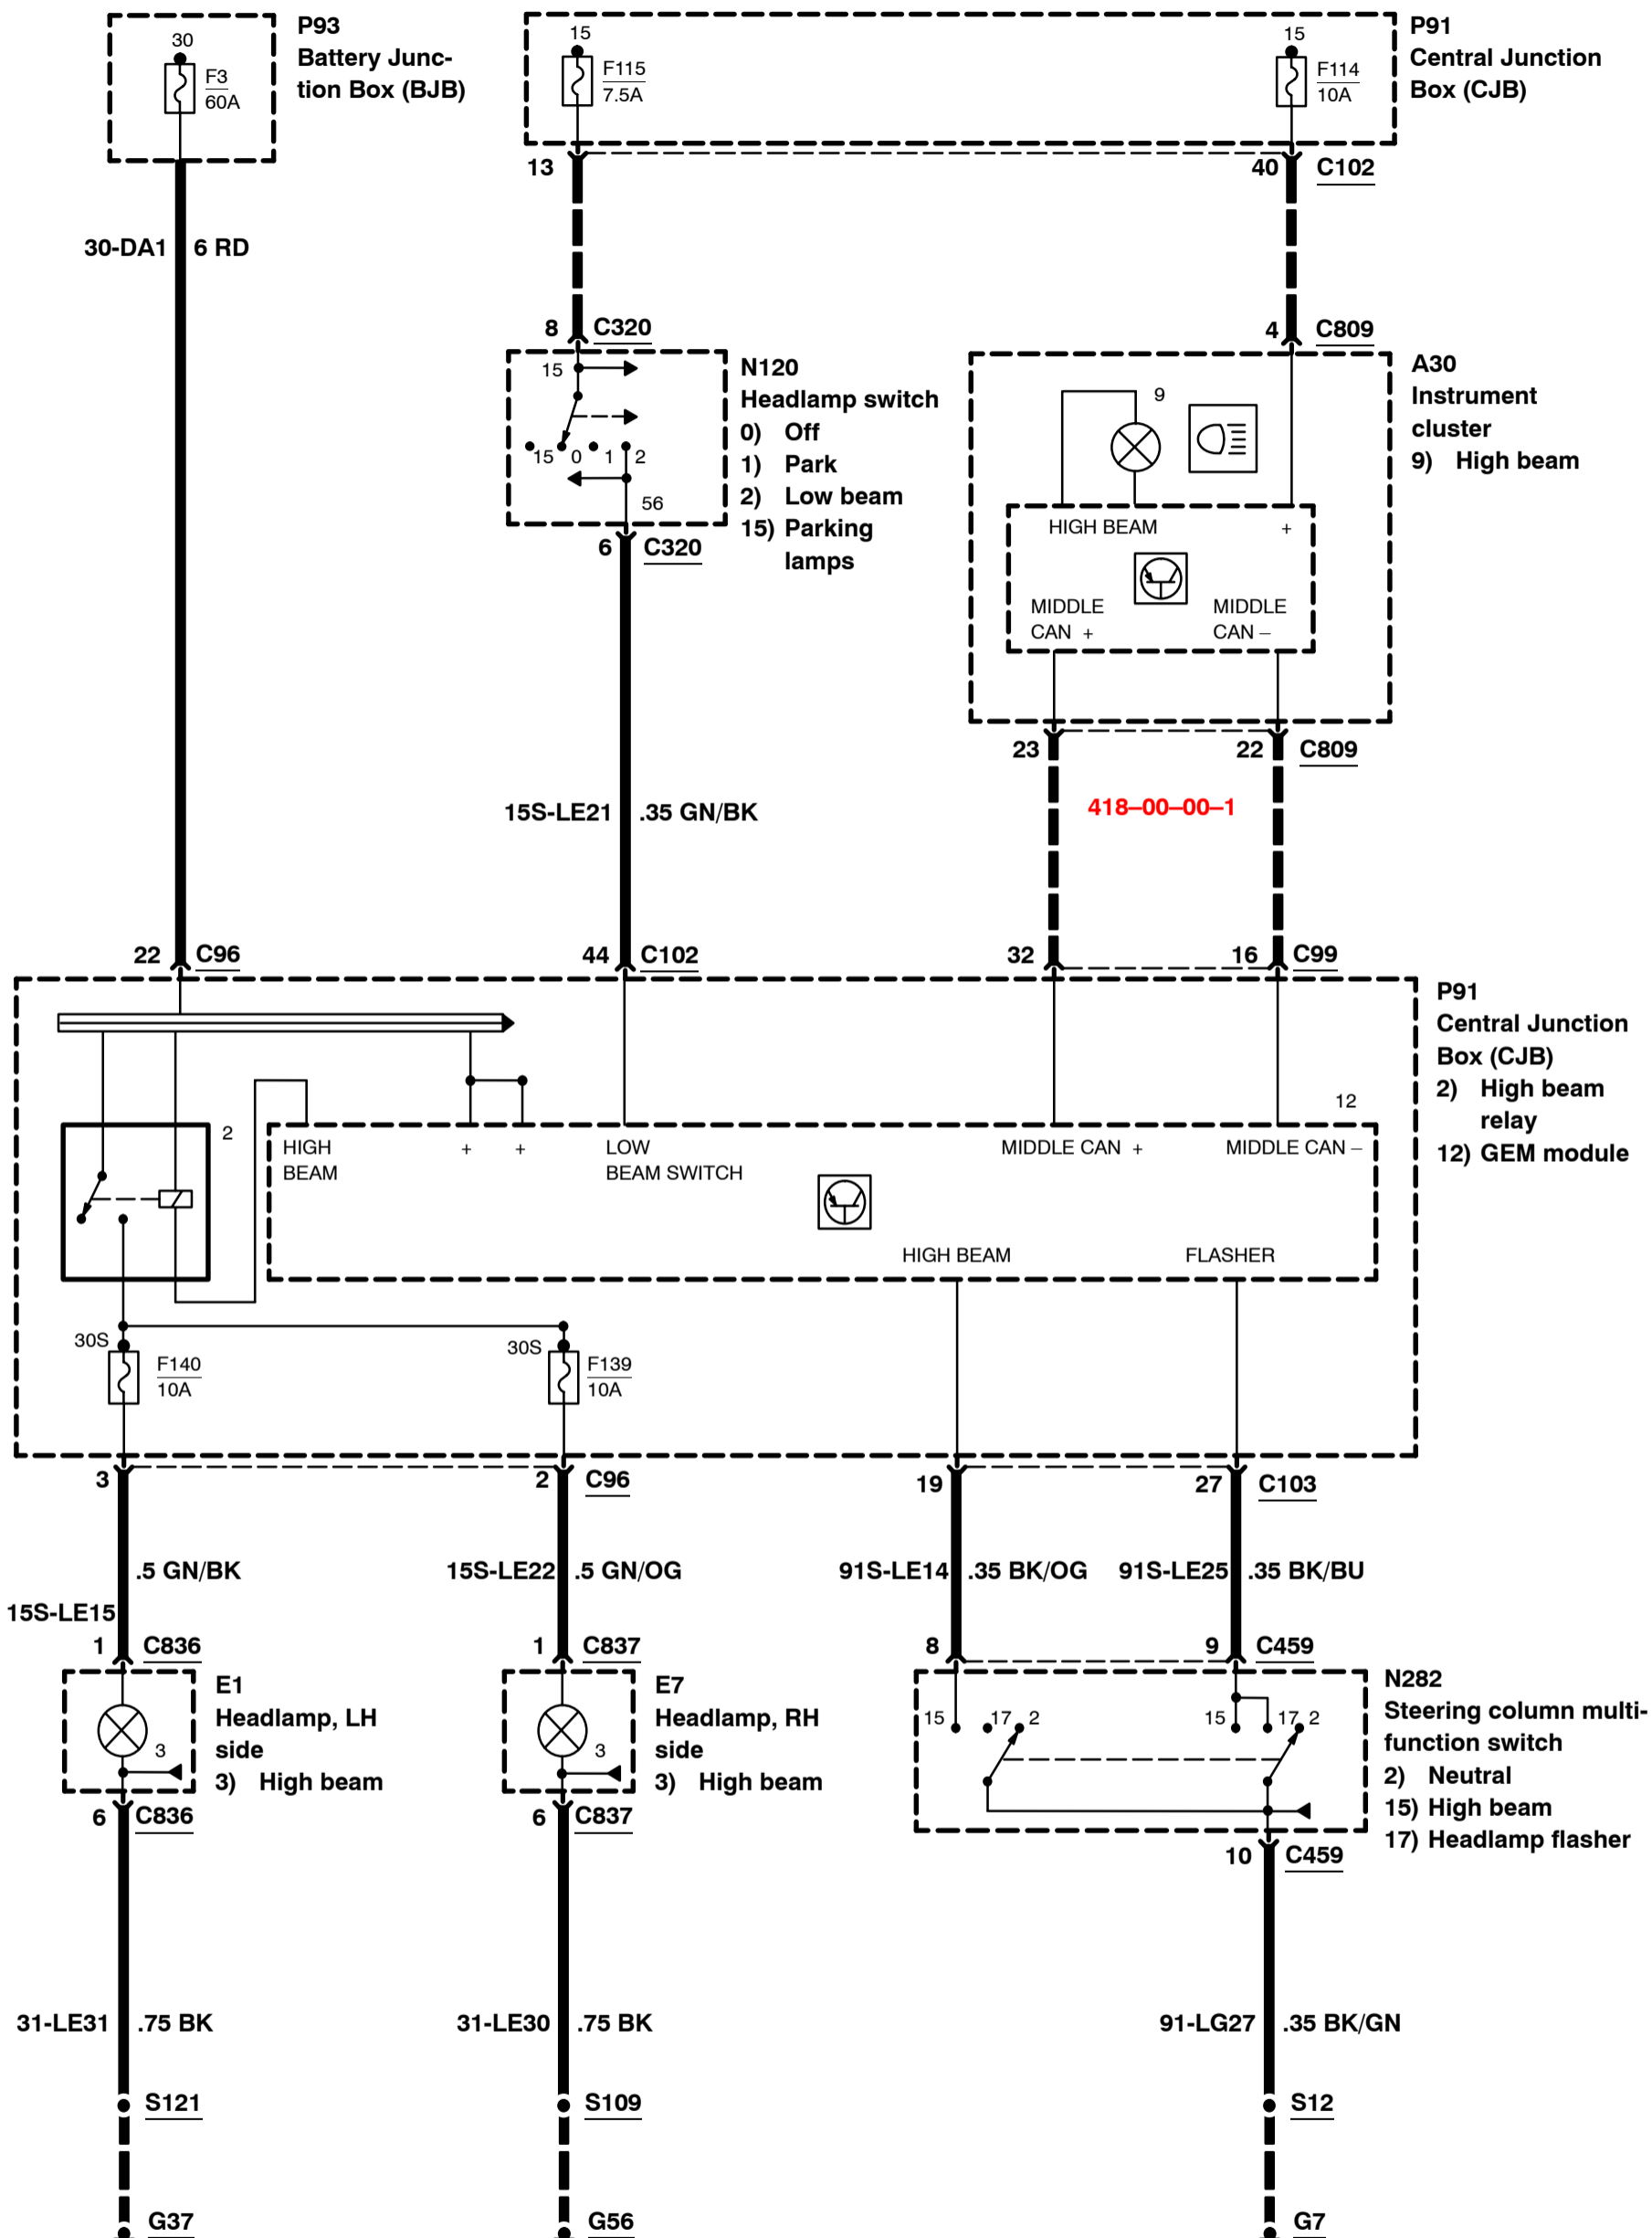 30
F3
60A
P93
Battery Junc-
tion Box (BJB)
15
F115
7.5A
15
F114
10A
P91
Central Junction
Box (CJB)
13
40
C102
30-DA1
6 RD
8
C320
15
15
0
1
2
56
N120
Headlamp switch
0) Off
1) Park
2) Low beam
15) Parking
lamps
6
C320
4
C809
9
A30
Instrument
cluster
9) High beam
HIGH BEAM
+
MIDDLE
CAN +
MIDDLE
CAN –
23
22
C809
15S-LE21
.35 GN/BK
418–00–00–1
22
C96
44
C102
32
16
C99
P91
Central Junction
Box (CJB)
2) High beam
relay
12) GEM module
12
2
HIGH
BEAM
+
+
LOW
BEAM SWITCH
MIDDLE CAN +
MIDDLE CAN –
HIGH BEAM
FLASHER
30S
F140
10A
30S
F139
10A
3
2
C96
19
27
C103
.5 GN/BK
15S-LE15
15S-LE22
.5 GN/OG
91S-LE14
.35 BK/OG
91S-LE25
.35 BK/BU
1
C836
1
C837
8
9
C459
E1
Headlamp, LH
side
3) High beam
3
E7
Headlamp, RH
side
3) High beam
3
15
17
2
15
17
2
N282
Steering column multi-
function switch
2) Neutral
15) High beam
17) Headlamp flasher
6
C836
6
C837
10
C459
31-LE31
.75 BK
31-LE30
.75 BK
91-LG27
.35 BK/GN
S121
S109
S12
G37
G56
G7